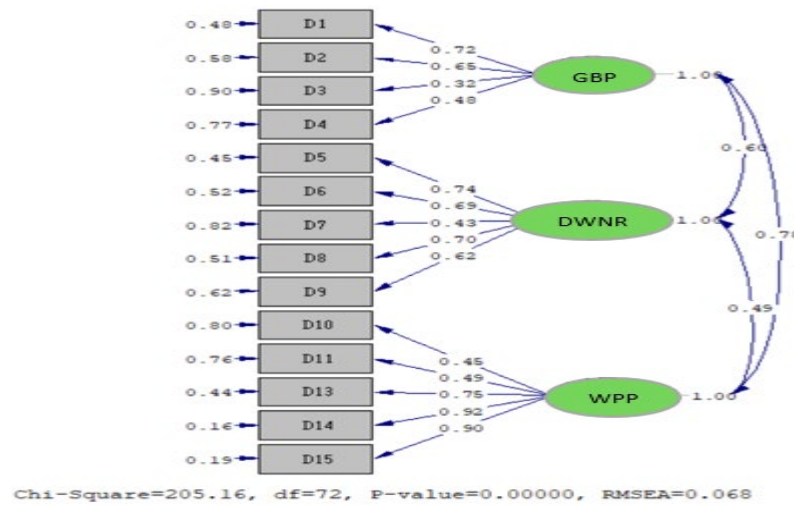 0.48 D1
0.72
0.58 D2
0.65
GBP 1.00
0.90 D3
0.32
0.48
0.77 D4
0.45 D5
0.60
0.74
0.52 D6
0.69
0.82 D7
0.43
DWNR 1.00
0.70
0.78
0.51 D8
0.62
0.62 D9
0.49
0.80 D10
0.45
0.76 D11
0.49
0.44 D13
0.75
WPP 1.00
0.92
0.16 D14
0.90
0.19 D15
Chi-Square=205.16, df=72, P-value=0.00000, RMSEA=0.068